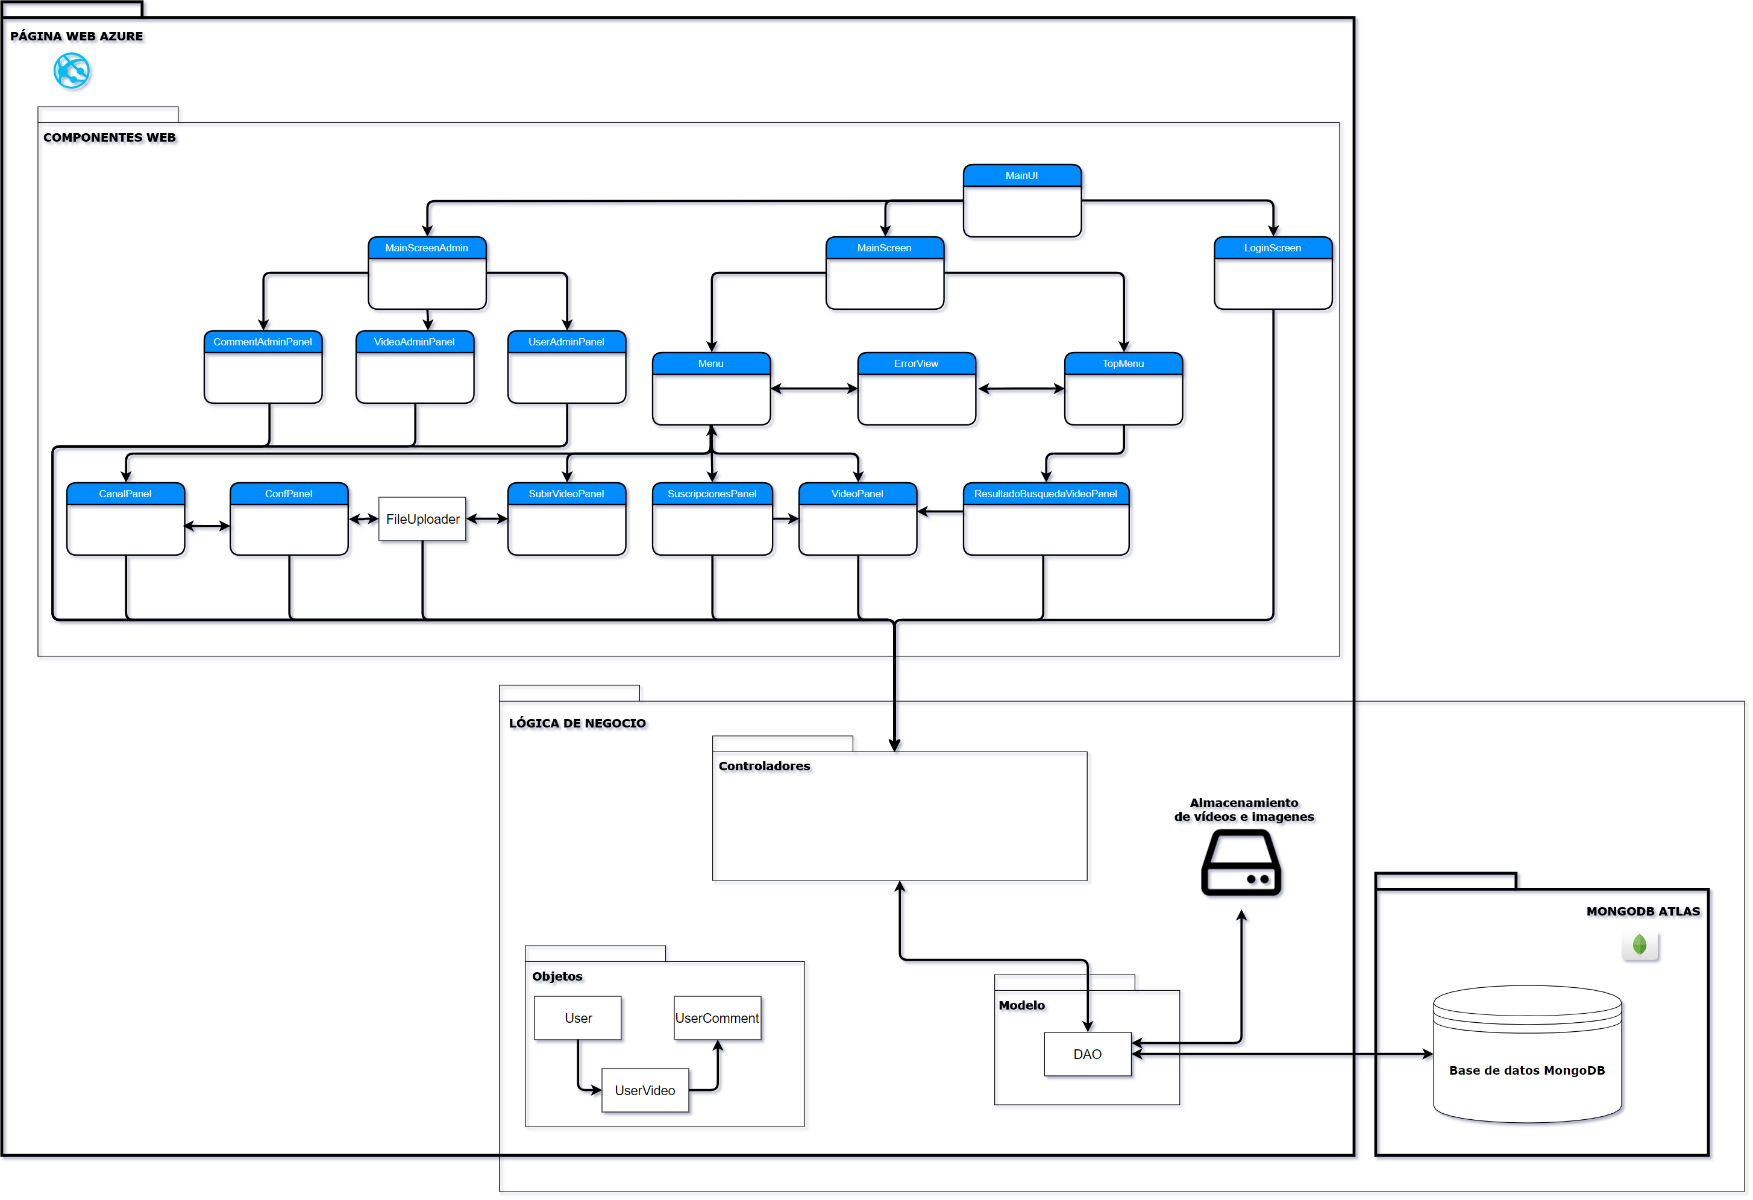 PÁGINA WEB AZURE
COMPONENTES WEB
MainUI
MainScreenAdmin
MainScreen
LoginScreen
CommentAdminPanel
VideoAdminPanel
UserAdminPanel
Menu
ErrorView
TopMenu
CanalPanel
ConfPanel
FileUploader
SubirVideoPanel
SuscripcionesPanel
VideoPanel
ResultadoBusquedaVideoPanel
LÓGICA DE NEGOCIO
Controladores
Almacenamiento
de vídeos e imagenes
MONGODB ATLAS
Objetos
User
UserComment
UserVideo
Modelo
DAO
Base de datos MongoDB